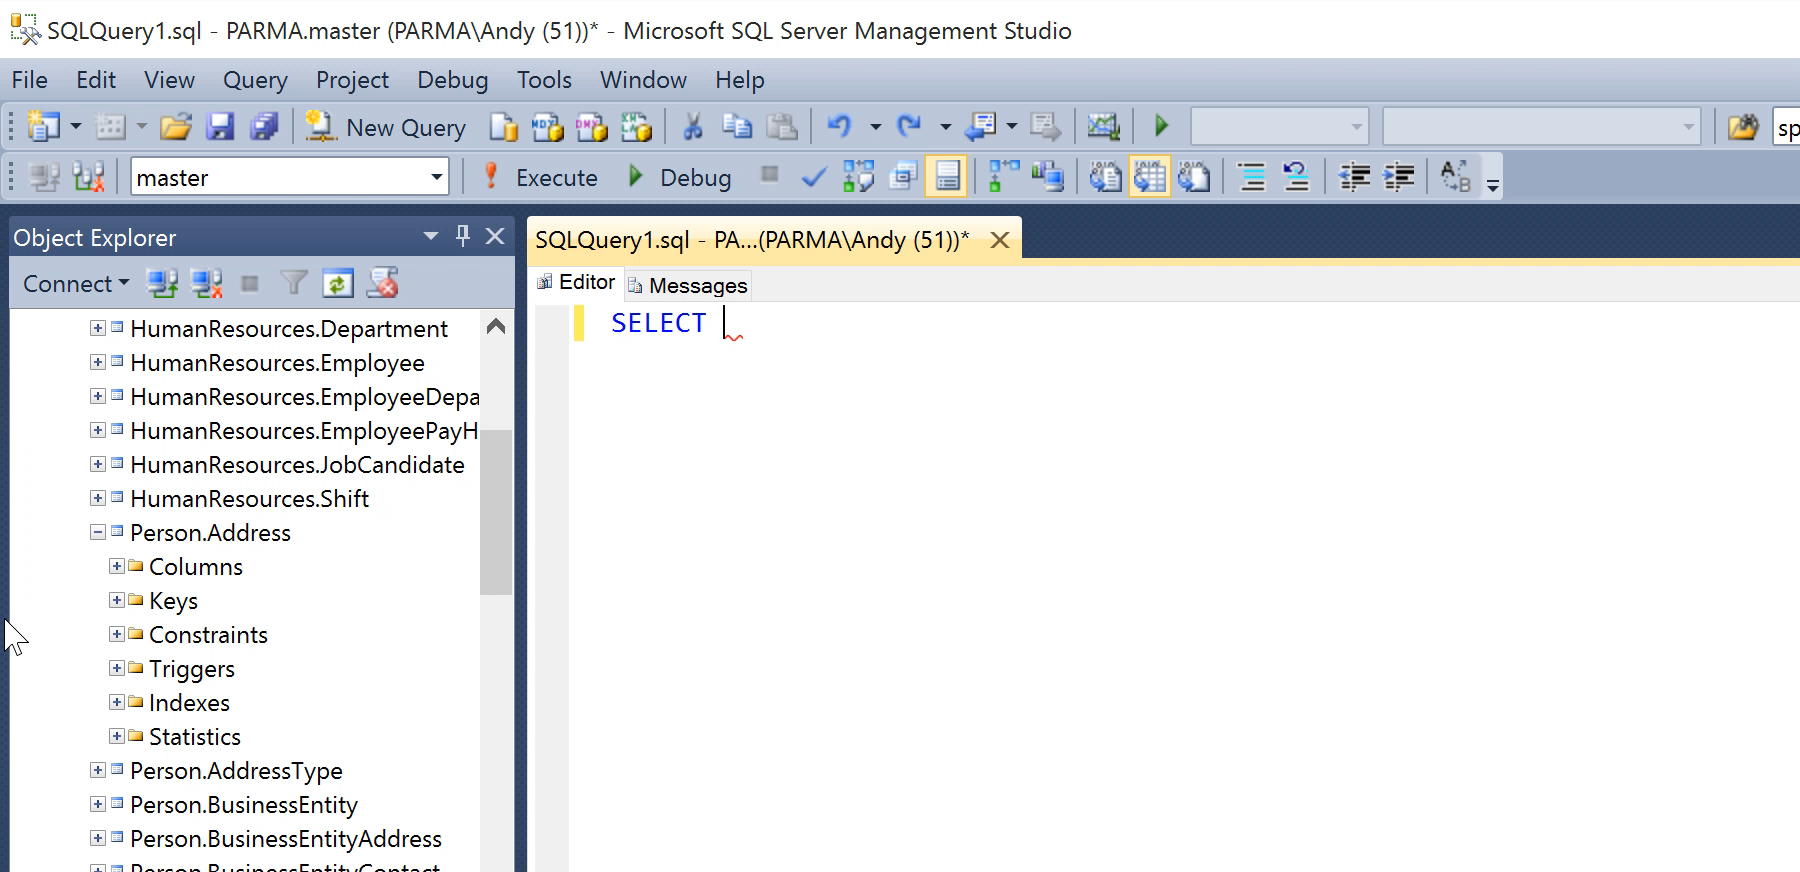 SQLQuery1.sql - PARMA.master (PARMA\Andy (51))* - Microsoft SQL Server Management Studio
File Edit View Query Project Debug Tools Window Help
New Query
sp
master Execute Debug
Object Explorer
SQLQuery1.sql - PA...(PARMA\Andy (51))*
Connect
Editor Messages
SELECT
HumanResources.Department
HumanResources.Employee
HumanResources.EmployeeDepa
HumanResources.EmployeePayH
HumanResources.JobCandidate
HumanResources.Shift
Person.Address
Columns
Keys
Constraints
Triggers
Indexes
Statistics
Person.AddressType
Person.BusinessEntity
Person.BusinessEntityAddress
Person.BusinessEntityContact